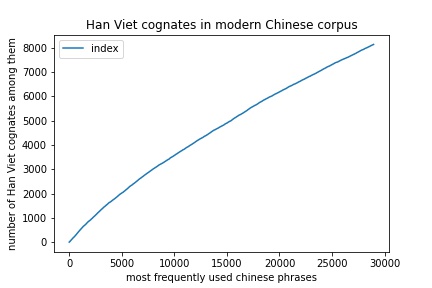 Han Viet cognates in modern Chinese corpus
index
number of Han Viet cognates among them
8000
7000
6000
5000
4000
3000
2000
1000
0
0 5000 10000 15000 20000 25000 30000
most frequently used chinese phrases